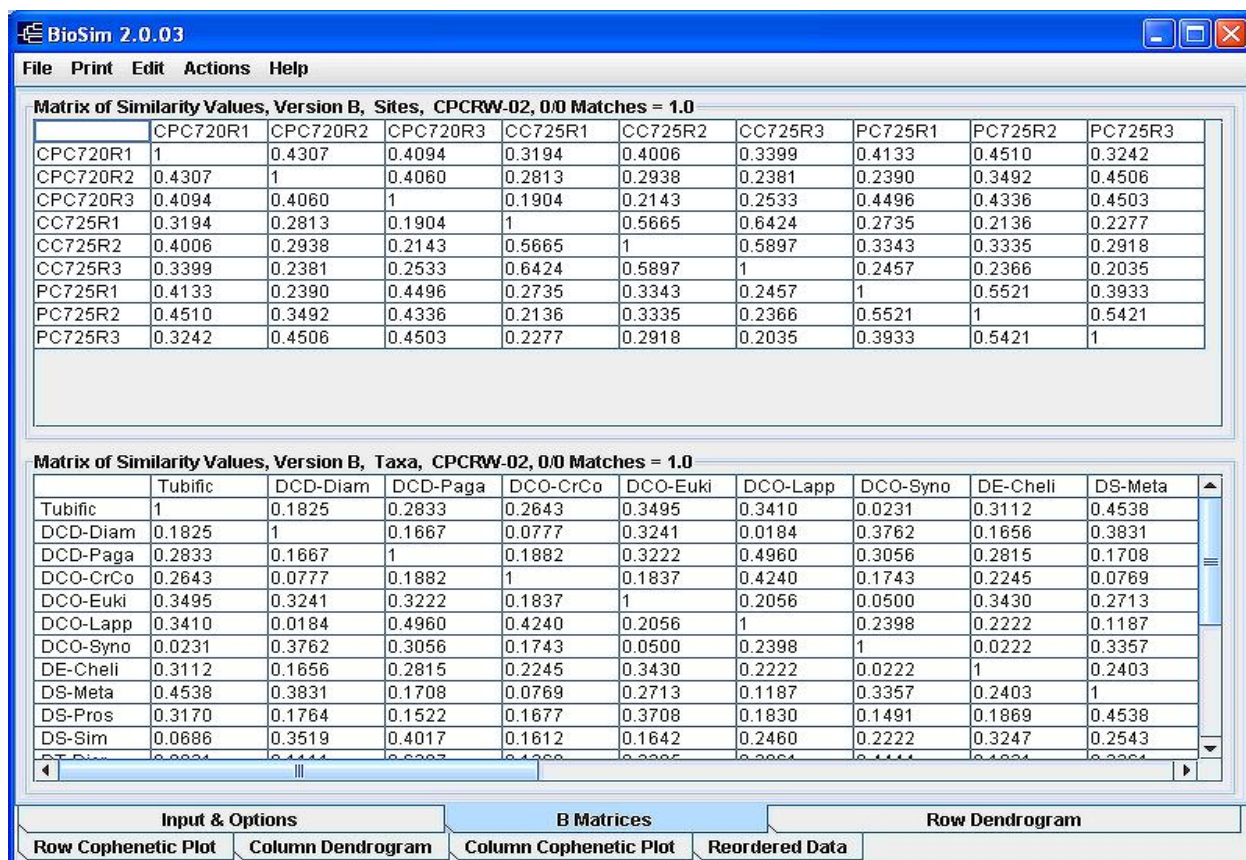 BioSim 2.0.03
File Print Edit Actions Help
Matrix of Similarity Values, Version B, Sites, CPCRW-02, 0/0 Matches = 1.0
CPC720R1 CPC720R2 CPC720R3 CC725R1 CC725R2 CC725R3 PC725R1 PC725R2 PC725R3
CPC720R1 1 0.4307 0.4094 0.3194 0.4006 0.3399 0.4133 0.4510 0.3242
CPC720R2 0.4307 1 0.4060 0.2813 0.2938 0.2381 0.2390 0.3492 0.4506
CPC720R3 0.4094 0.4060 1 0.1904 0.2143 0.2533 0.4496 0.4336 0.4503
CC725R1 0.3194 0.2813 0.1904 1 0.5665 0.6424 0.2735 0.2136 0.2277
CC725R2 0.4006 0.2938 0.2143 0.5665 1 0.5897 0.3343 0.3335 0.2918
CC725R3 0.3399 0.2381 0.2533 0.6424 0.5897 1 0.2457 0.2366 0.2035
PC725R1 0.4133 0.2390 0.4496 0.2735 0.3343 0.2457 1 0.5521 0.3933
PC725R2 0.4510 0.3492 0.4336 0.2136 0.3335 0.2366 0.5521 1 0.5421
PC725R3 0.3242 0.4506 0.4503 0.2277 0.2918 0.2035 0.3933 0.5421 1
Matrix of Similarity Values, Version B, Taxa, CPCRW-02, 0/0 Matches = 1.0
Tubific DCD-Diam DCD-Paga DCO-CrCo DCO-Euki DCO-Lapp DCO-Syno DE-Cheli DS-Meta
Tubific 1 0.1825 0.2833 0.2643 0.3495 0.3410 0.0231 0.3112 0.4538
DCD-Diam 0.1825 1 0.1667 0.0777 0.3241 0.0184 0.3762 0.1656 0.3831
DCD-Paga 0.2833 0.1667 1 0.1882 0.3222 0.4960 0.3056 0.2815 0.1708
DCO-CrCo 0.2643 0.0777 0.1882 1 0.1837 0.4240 0.1743 0.2245 0.0769
DCO-Euki 0.3495 0.3241 0.3222 0.1837 1 0.2056 0.0500 0.3430 0.2713
DCO-Lapp 0.3410 0.0184 0.4960 0.4240 0.2056 1 0.2398 0.2222 0.1187
DCO-Syno 0.0231 0.3762 0.3056 0.1743 0.0500 0.2398 1 0.0222 0.3357
DE-Cheli 0.3112 0.1656 0.2815 0.2245 0.3430 0.2222 0.0222 1 0.2403
DS-Meta 0.4538 0.3831 0.1708 0.0769 0.2713 0.1187 0.3357 0.2403 1
DS-Pros 0.3170 0.1764 0.1522 0.1677 0.3708 0.1830 0.1491 0.1869 0.4538
DS-Sim 0.0686 0.3519 0.4017 0.1612 0.1642 0.2460 0.2222 0.3247 0.2543
Input & Options B Matrices Row Dendrogram
Row Cophenetic Plot Column Dendrogram Column Cophenetic Plot Reordered Data